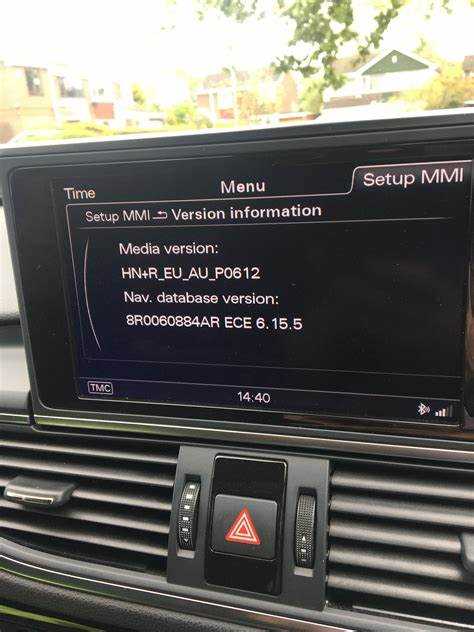 Time Menu Setup MMI
Setup MMI Version information
Media version:
HN+R_EU_AU_P0612
Nav. database version:
8R0060884AR ECE 6.15.5
TMC 14:40